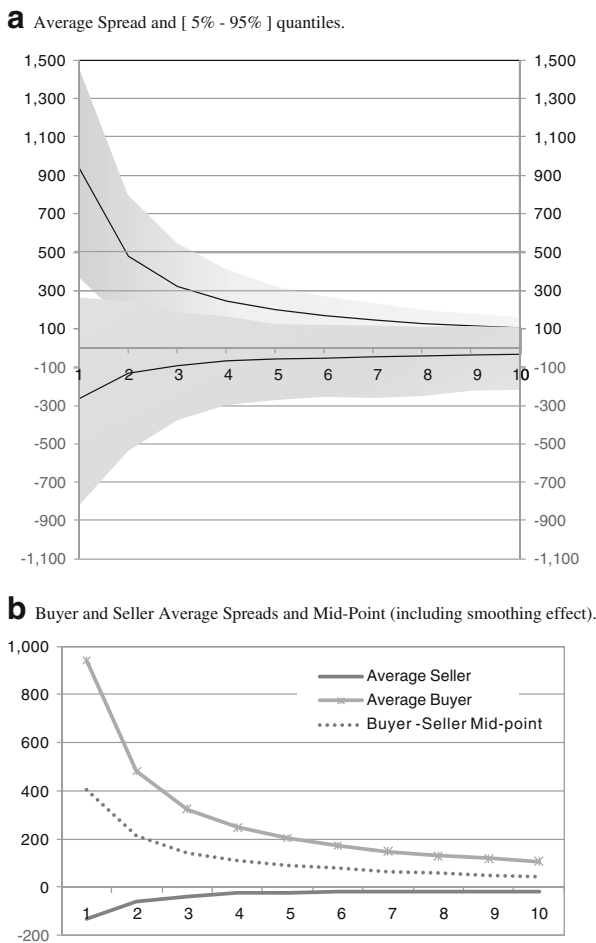 a Average Spread and [ 5% - 95% ] quantiles.
1,500 1,500
1,300 1,300
1,100 1,100
900 900
700 700
500 500
300 300
100 100
-100 1 2 3 4 5 6 7 8 9 10 -100
-300 -300
-500 -500
-700 -700
-900 -900
-1,100 -1,100
b Buyer and Seller Average Spreads and Mid-Point (including smoothing effect).
1,000
Average Seller
800
Average Buyer
Buyer -Seller Mid-point
600
400
200
0
1 2 3 4 5 6 7 8 9 10
-200